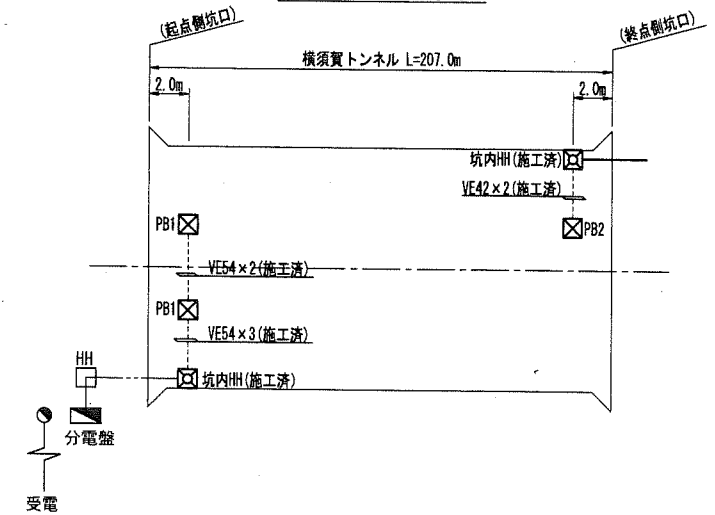 (起点側坑口)
(終点側坑口)
横須賀トンネル L=207.0m
2.0m
2.0m
坑内HH(施工済)
VE42×2(施工済)
PB1
PB2
VE54×2(施工済)
PB1
VE54×3(施工済)
HH
坑内HH(施工済)
分電盤
受電